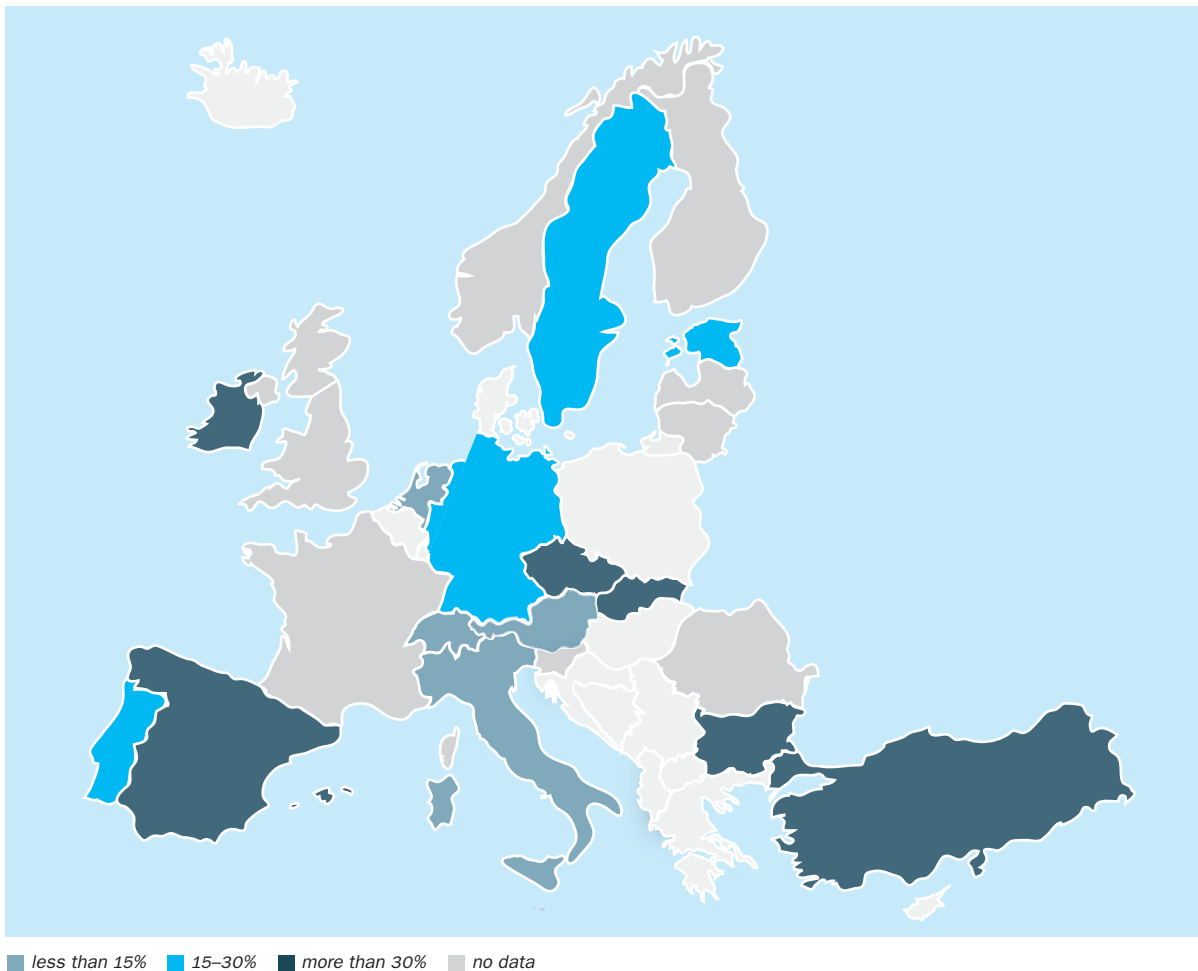 less than 15% 15–30% more than 30% no data